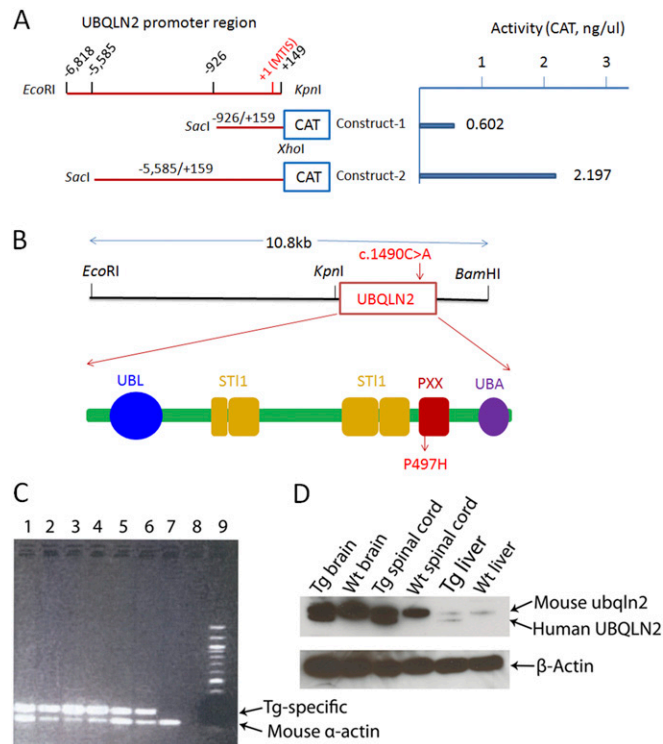 A
UBQLN2 promoter region
Activity (CAT, ng/ul)
-6,818
-5,585
-926
+1 (MTIS)
+149
1
2
3
EcoRI
KpnI
SacI
-926/+159
CAT
Construct-1
0.602
XhoI
SacI
-5,585/+159
CAT
Construct-2
2.197
B
10.8kb
c.1490C>A
EcoRI
KpnI
BamHI
UBQLN2
UBL
STI1
STI1
PXX
UBA
P497H
C
1 2 3 4 5 6 7 8 9
Tg-specific
Mouse α-actin
D
Tg brain
Wt brain
Tg spinal cord
Wt spinal cord
Tg liver
Wt liver
Mouse ubqln2
Human UBQLN2
β-Actin